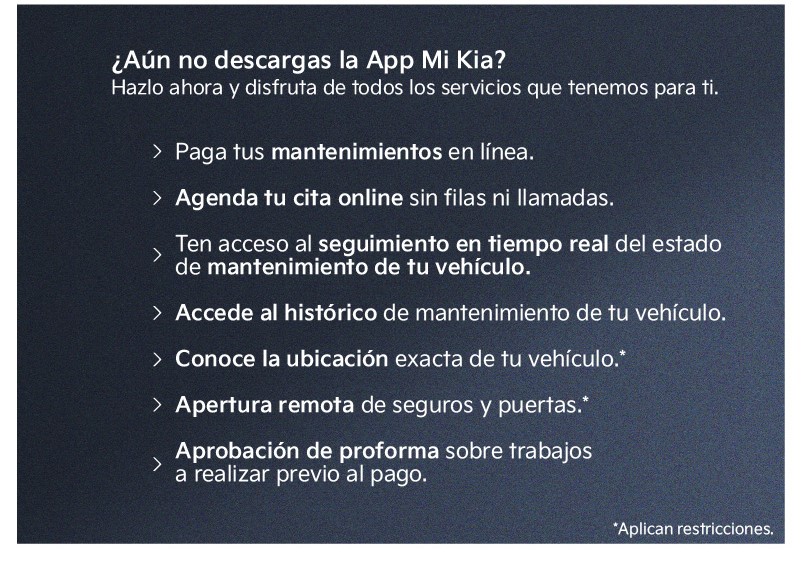 ¿Aún no descargas la App Mi Kia?
Hazlo ahora y disfruta de todos los servicios que tenemos para ti.
Paga tus mantenimientos en línea.
Agenda tu cita online sin filas ni llamadas.
Ten acceso al seguimiento en tiempo real del estado
de mantenimiento de tu vehículo.
Accede al histórico de mantenimiento de tu vehículo.
Conoce la ubicación exacta de tu vehículo.*
Apertura remota de seguros y puertas.*
Aprobación de proforma sobre trabajos
a realizar previo al pago.
*Aplican restricciones.